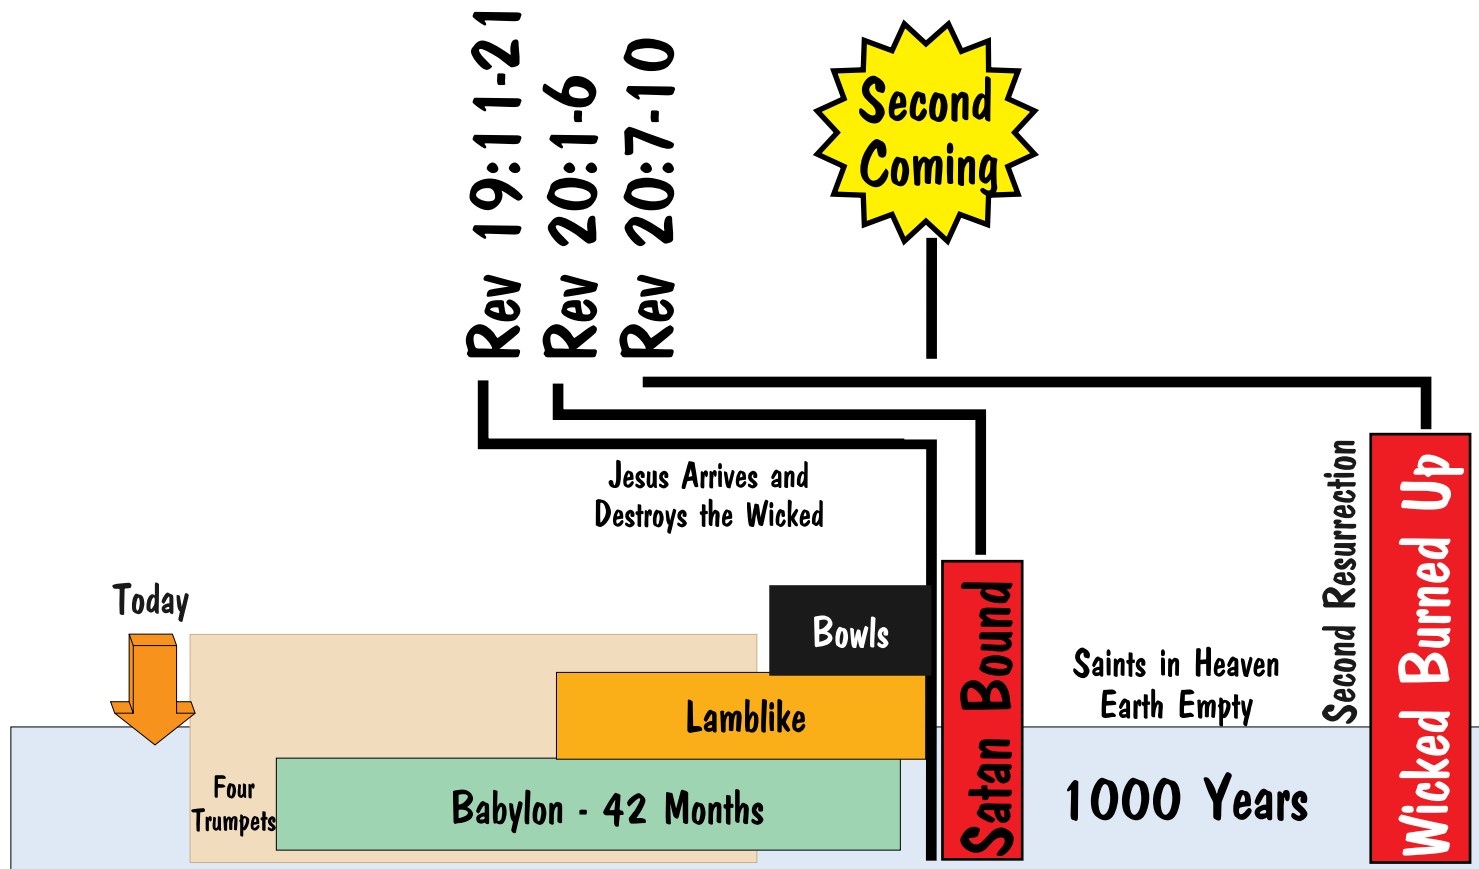 Rev 19:11-21
Rev 20:1-6
Rev 20:7-10
Second
Coming
Jesus Arrives and
Destroys the Wicked
Today
Four
Trumpets
Babylon - 42 Months
Lamblike
Bowls
Satan Bound
Saints in Heaven
Earth Empty
1000 Years
Second Resurrection
Wicked Burned Up